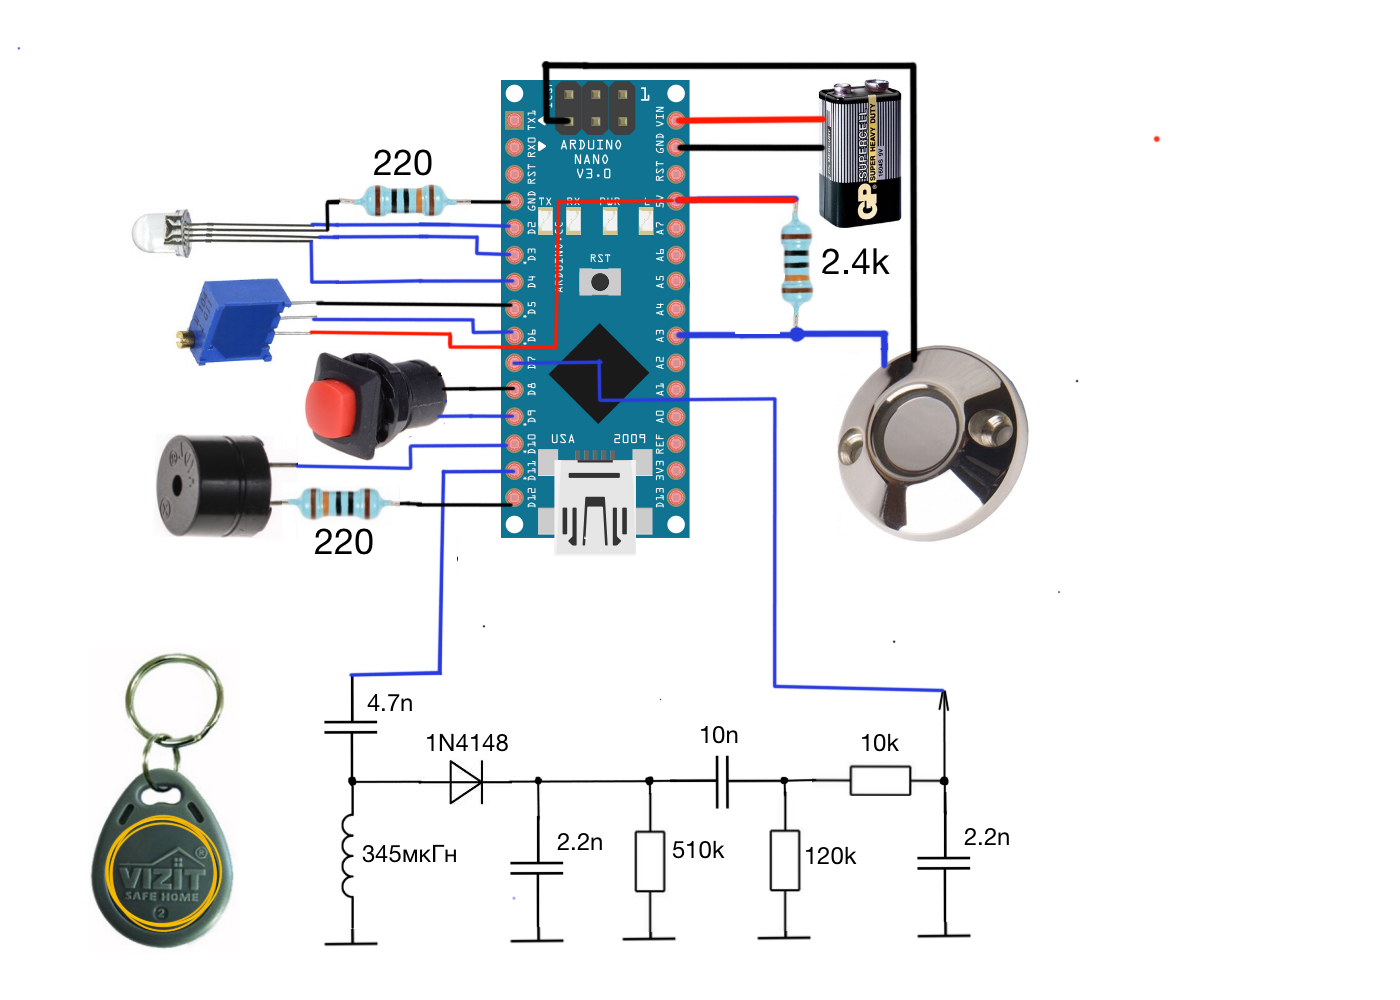 220
220
2.4k
ICSP
1
ARDUINO
NANO
V3.0
TX1
RX0
RST
GND
D2
D3
D4
D5
D6
D7
D8
D9
D10
D11
D12
VIN
GND
RST
5V
A7
A6
A5
A4
A3
A2
A1
A0
REF
3V3
D13
TX
RX
PWR
L
RST
USA
2009
GP
SUPERCELL
SUPER HEAVY DUTY
1604S 9V
4.7n
1N4148
10n
10k
345мкГн
2.2n
510k
120k
2.2n
VIZIT
®
SAFE HOME
2